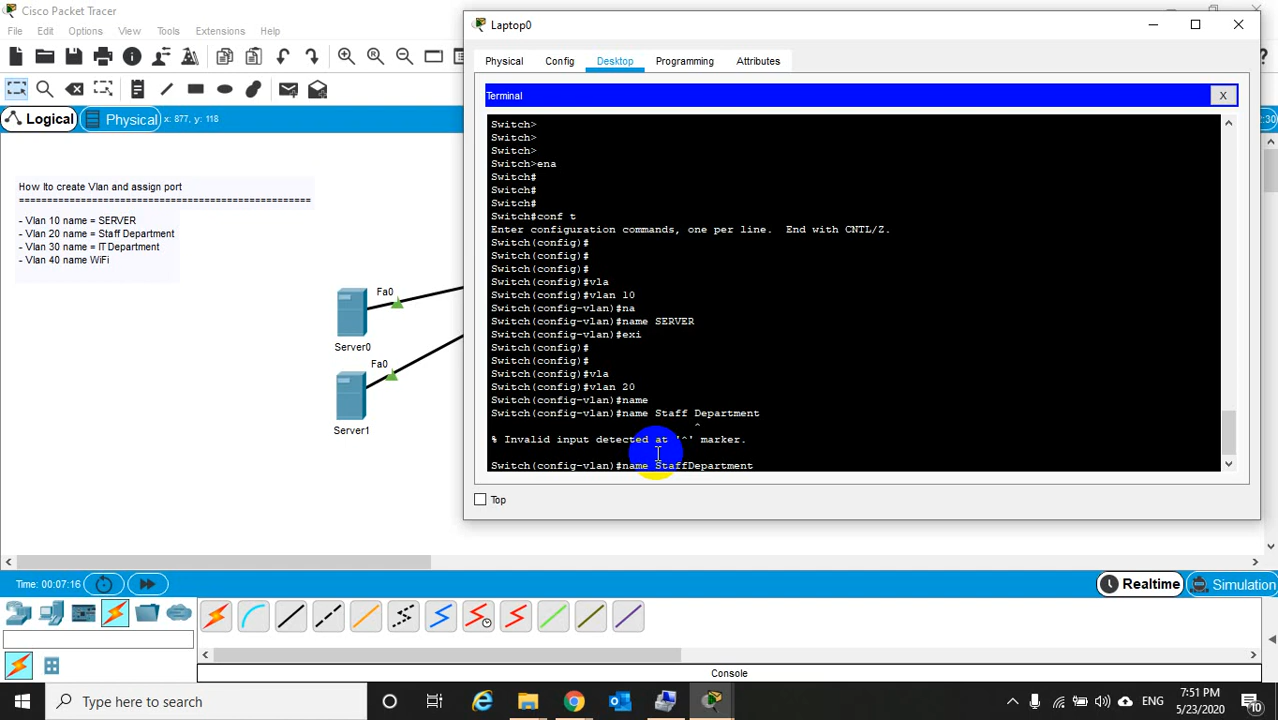 Cisco Packet Tracer
File Edit Options View Tools Extensions Help
Logical
Physical
x: 877, y: 118
How Ito create Vlan and assign port
====================================================
- Vlan 10 name = SERVER
- Vlan 20 name = Staff Department
- Vlan 30 name = IT Department
- Vlan 40 name WiFi
Fa0
Server0
Fa0
Server1
Laptop0
Physical Config Desktop Programming Attributes
Terminal
X
Switch>
Switch>
Switch>
Switch>ena
Switch#
Switch#
Switch#
Switch#conf t
Enter configuration commands, one per line.  End with CNTL/Z.
Switch(config)#
Switch(config)#
Switch(config)#
Switch(config)#vla
Switch(config)#vlan 10
Switch(config-vlan)#na
Switch(config-vlan)#name SERVER
Switch(config-vlan)#exi
Switch(config)#
Switch(config)#
Switch(config)#vla
Switch(config)#vlan 20
Switch(config-vlan)#name
Switch(config-vlan)#name Staff Department
^
% Invalid input detected at '^' marker.
Switch(config-vlan)#name StaffDepartment
Top
:30
Time: 00:07:16
Realtime
Simulation
Console
Type here to search
ENG
7:51 PM
5/23/2020
10